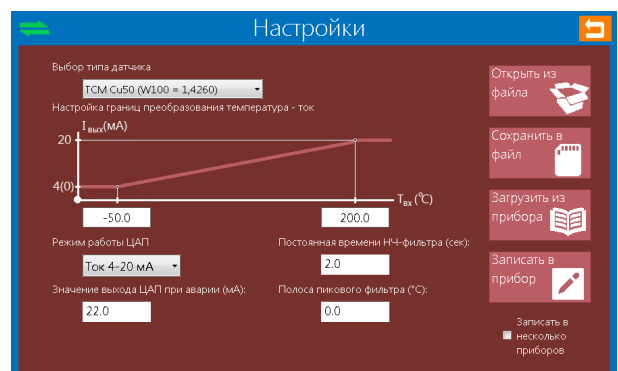 Настройки
Выбор типа датчика
ТСМ Cu50 (W100 = 1,4260)
Настройка границ преобразования температура - ток
I вых(мА)
20
4(0)
Tвх (⁰C)
-50.0
200.0
Режим работы ЦАП
Ток 4-20 мА
Значение выхода ЦАП при аварии (мА):
22.0
Постоянная времени НЧ-фильтра (сек):
2.0
Полоса пикового фильтра (°C):
0.0
Открыть из
файла
Сохранить в
файл
Загрузить из
прибора
Записать в
прибор
Записать в
несколько
приборов